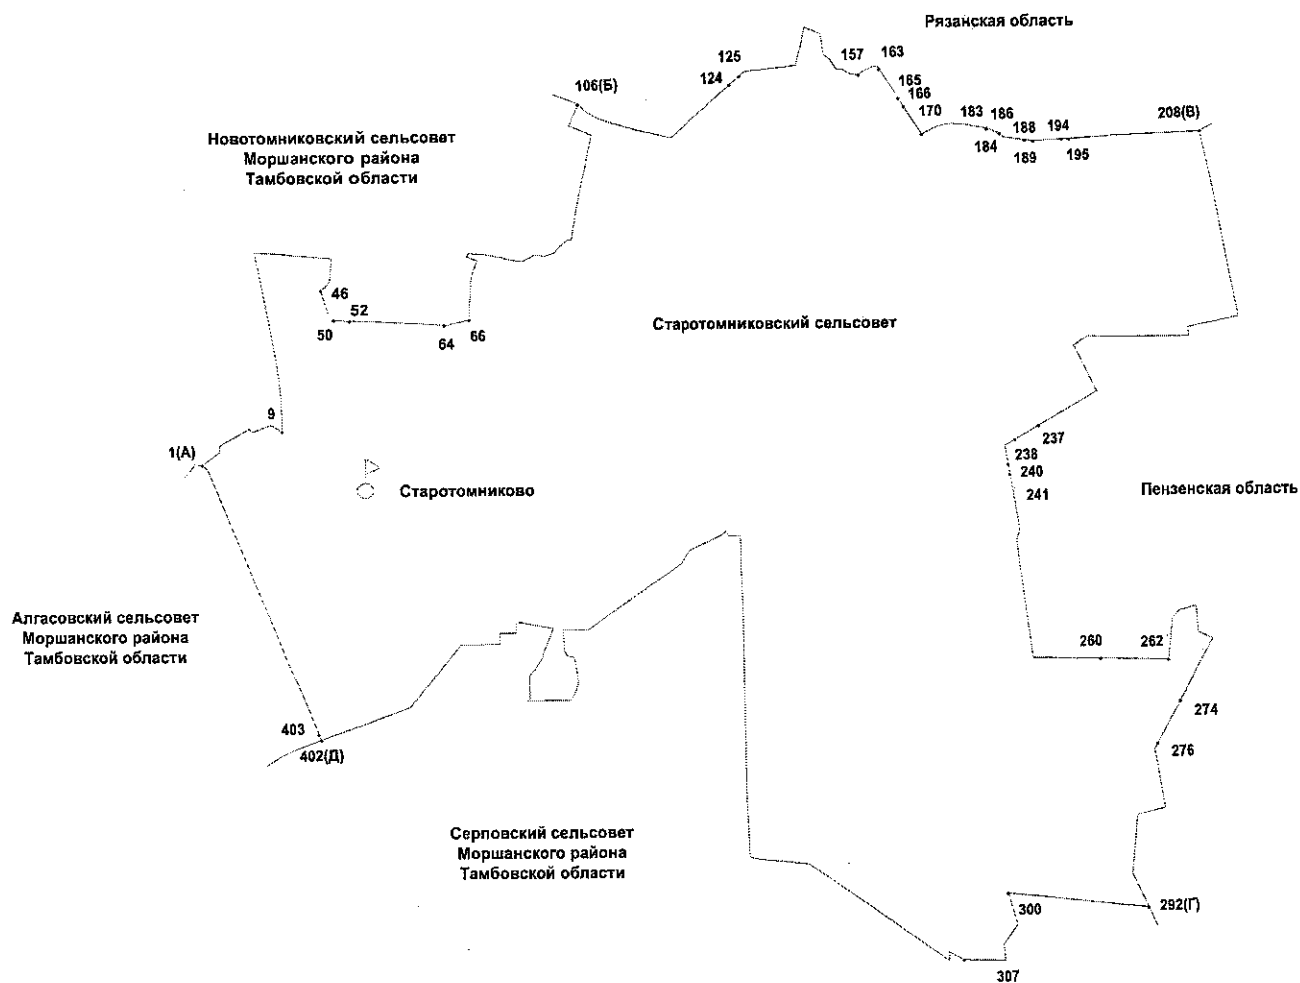 Рязанская область
125
157
163
124
106(Б)
165
166
170
183
186
188
194
208(В)
184
189
195
Новотомниковский сельсовет
Моршанского района
Тамбовской области
46
52
50
64
66
Старотомниковский сельсовет
9
1(А)
237
238
240
241
Старотомниково
Пензенская область
Алгасовский сельсовет
Моршанского района
Тамбовской области
260
262
274
276
403
402(Д)
Серповский сельсовет
Моршанского района
Тамбовской области
300
292(Г)
307